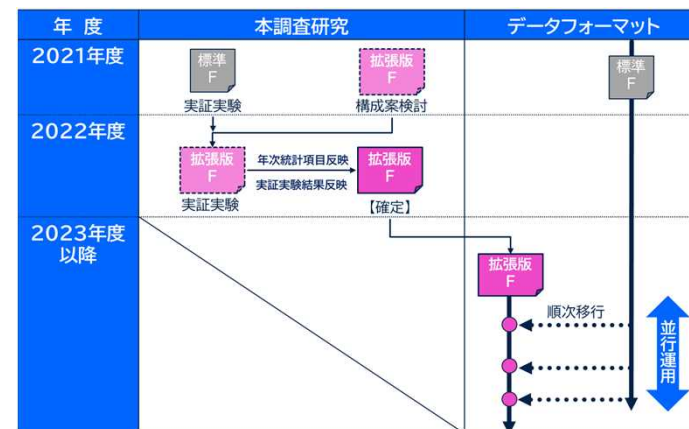 年 度
本調査研究
データフォーマット
2021年度
標準
F
実証実験
拡張版
F
構成案検討
標準
F
2022年度
拡張版
F
実証実験
年次統計項目反映
実証実験結果反映
拡張版
F
【確定】
2023年度
以降
拡張版
F
順次移行
並行運用